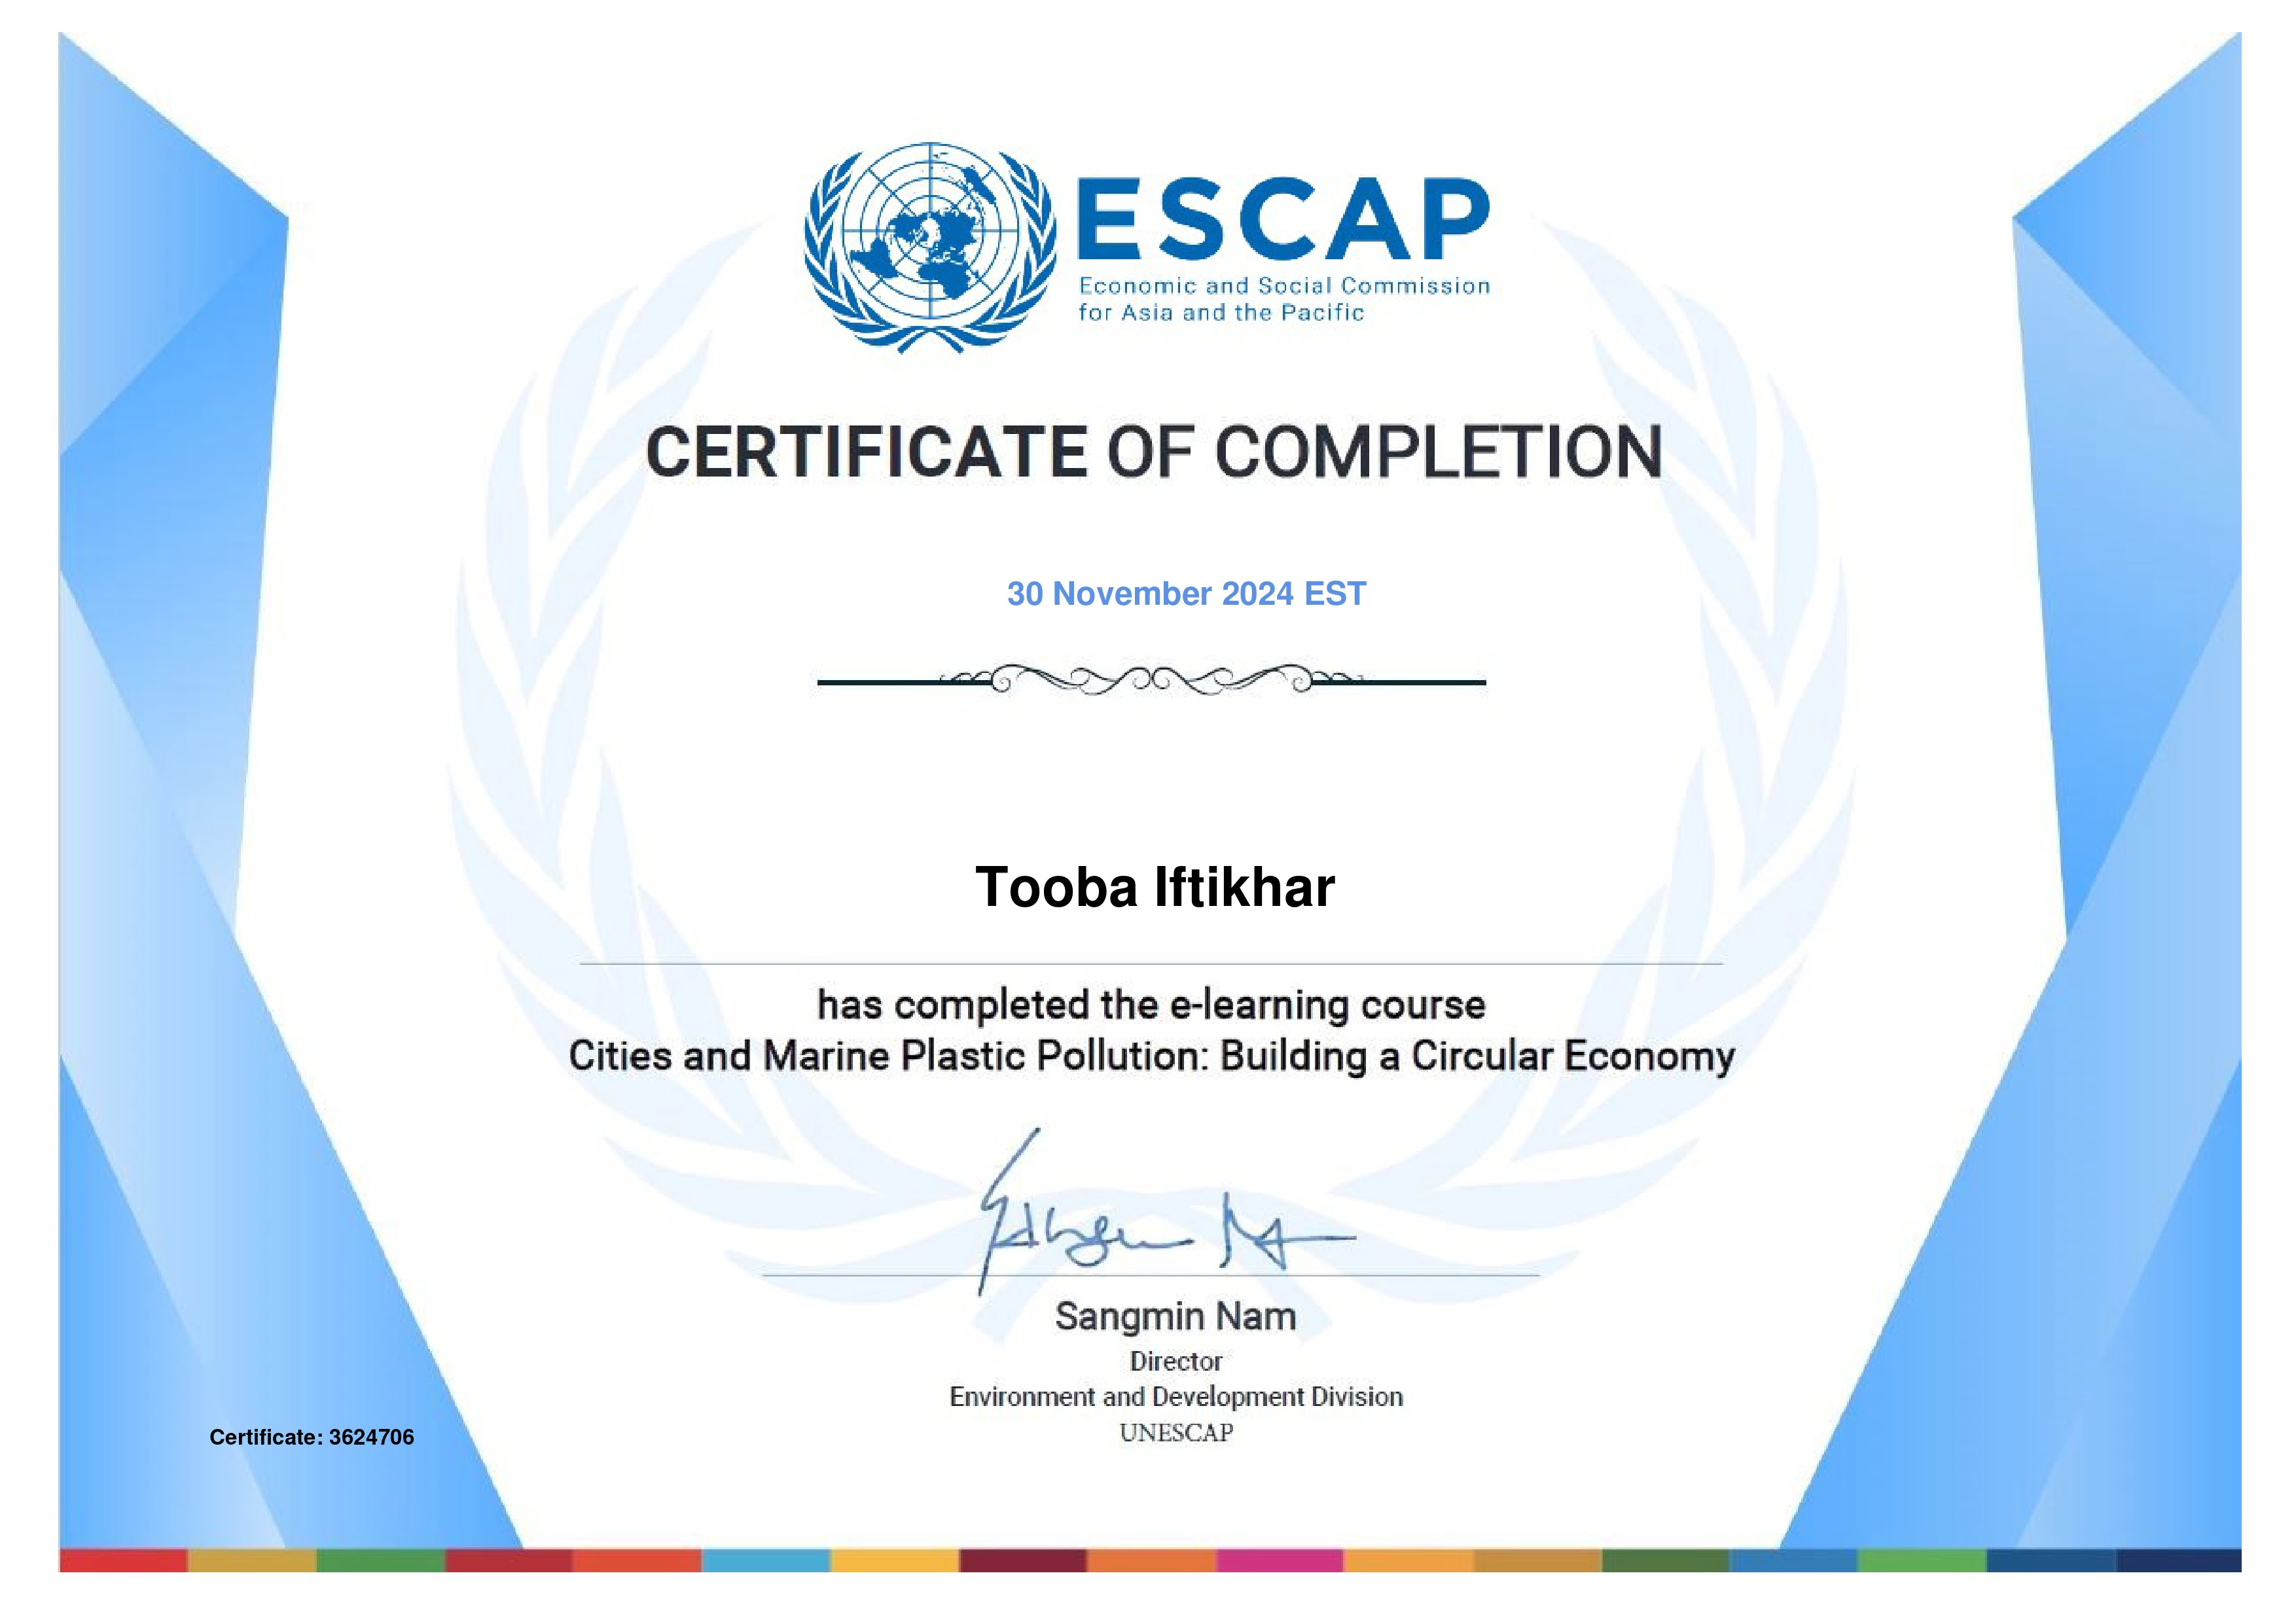 ESCAP
Economic and Social Commission
for Asia and the Pacific
CERTIFICATE OF COMPLETION
30 November 2024 EST
Tooba Iftikhar
has completed the e-learning course
Cities and Marine Plastic Pollution: Building a Circular Economy
Sangmin Nam
Director
Environment and Development Division
UNESCAP
Certificate: 3624706